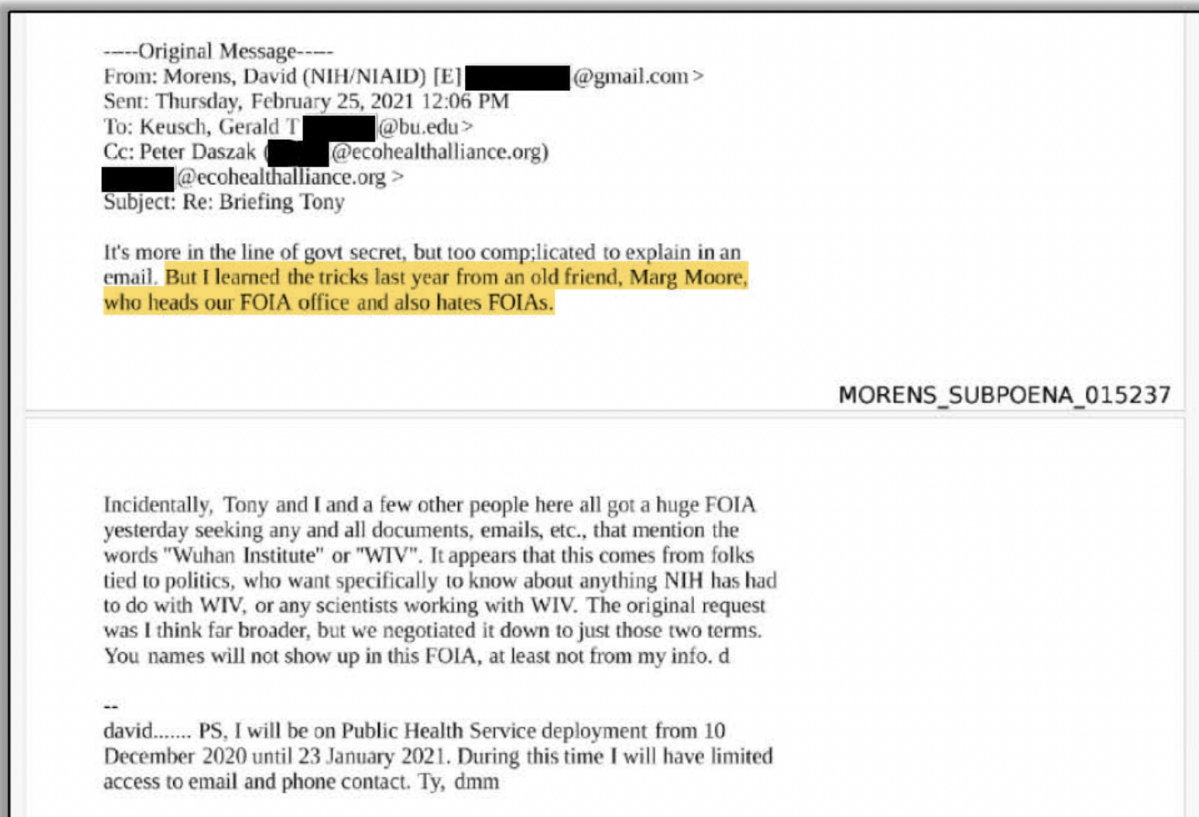 -----Original Message-----
From: Morens, David (NIH/NIAID) [E] @gmail.com>
Sent: Thursday, February 25, 2021 12:06 PM
To: Keusch, Gerald T @bu.edu>
Cc: Peter Daszak ( @ecohealthalliance.org)
@ecohealthalliance.org >
Subject: Re: Briefing Tony
It's more in the line of govt secret, but too comp;licated to explain in an
email. But I learned the tricks last year from an old friend, Marg Moore,
who heads our FOIA office and also hates FOIAs.
MORENS_SUBPOENA_015237
Incidentally, Tony and I and a few other people here all got a huge FOIA
yesterday seeking any and all documents, emails, etc., that mention the
words "Wuhan Institute" or "WIV". It appears that this comes from folks
tied to politics, who want specifically to know about anything NIH has had
to do with WIV, or any scientists working with WIV. The original request
was I think far broader, but we negotiated it down to just those two terms.
You names will not show up in this FOIA, at least not from my info. d
--
david....... PS, I will be on Public Health Service deployment from 10
December 2020 until 23 January 2021. During this time I will have limited
access to email and phone contact. Ty, dmm